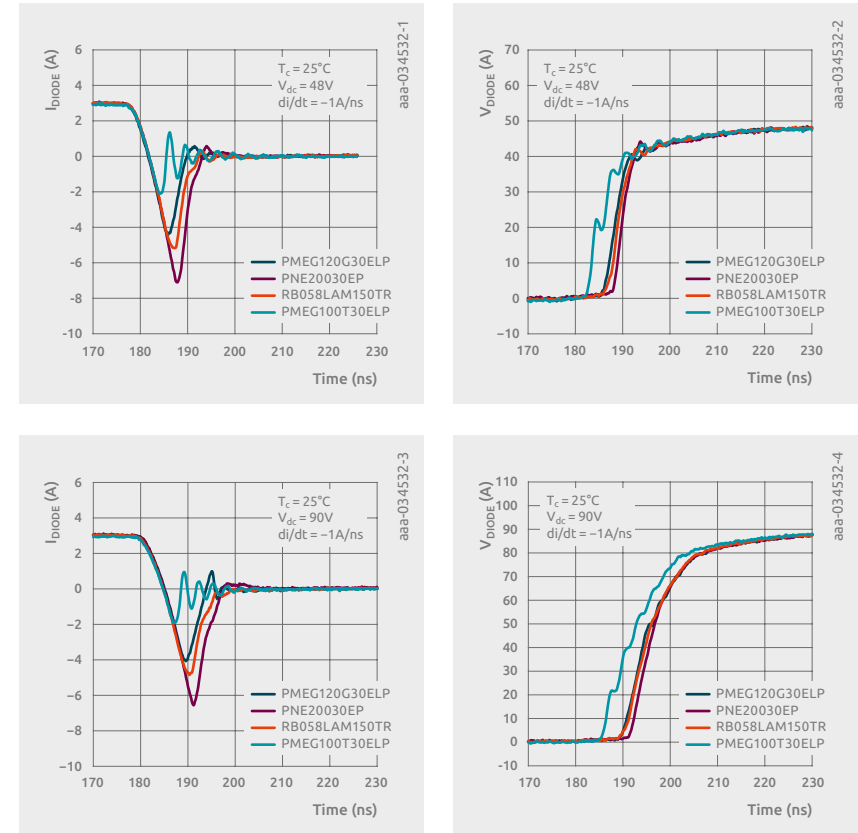 aaa-034532-1
I_DIODE (A)
6
4
2
0
-2
-4
-6
-8
-10
T_c = 25°C
V_dc = 48V
di/dt = −1A/ns
PMEG120G30ELP
PNE20030EP
RB058LAM150TR
PMEG100T30ELP
170 180 190 200 210 220 230
Time (ns)
aaa-034532-2
V_DIODE (A)
70
60
50
40
30
20
10
0
−10
T_c = 25°C
V_dc = 48V
di/dt = −1A/ns
PMEG120G30ELP
PNE20030EP
RB058LAM150TR
PMEG100T30ELP
170 180 190 200 210 220 230
Time (ns)
aaa-034532-3
I_DIODE (A)
6
4
2
0
−2
−4
−6
−8
−10
T_c = 25°C
V_dc = 90V
di/dt = −1A/ns
PMEG120G30ELP
PNE20030EP
RB058LAM150TR
PMEG100T30ELP
170 180 190 200 210 220 230
Time (ns)
aaa-034532-4
V_DIODE (A)
110
100
90
80
70
60
50
40
30
20
10
0
-10
T_c = 25°C
V_dc = 90V
di/dt = −1A/ns
PMEG120G30ELP
PNE20030EP
RB058LAM150TR
PMEG100T30ELP
170 180 190 200 210 220 230
Time (ns)